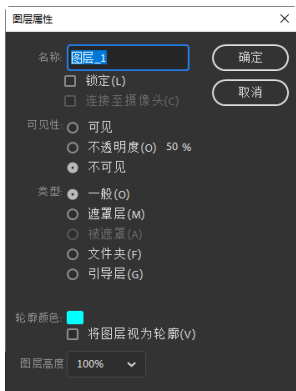 图层属性
名称: 图层_1
确定
锁定(L)
取消
连接至摄像头(C)
可见性: 可见
不透明度(O) 50 %
不可见
类型: 一般(O)
遮罩层(M)
被遮罩(A)
文件夹(F)
引导层(G)
轮廓颜色:
将图层视为轮廓(V)
图层高度 100%